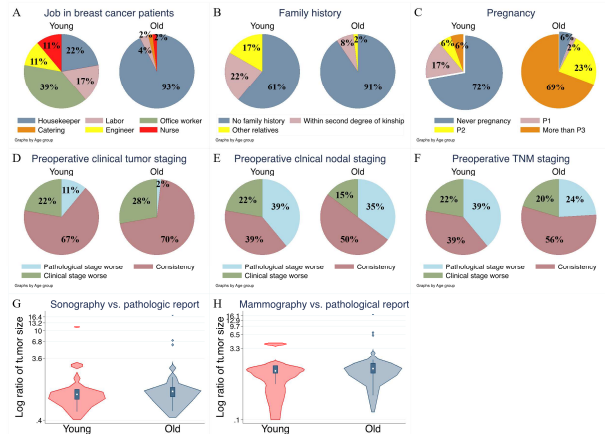 A Job in breast cancer patients
Young Old
11% 22% 11% 17% 39%
2% 2% 4% 93%
Housekeeper Labor Office worker
Catering Engineer Nurse
Graphs by Age group
B Family history
Young Old
17% 22% 61%
8% 2% 91%
No family history Within second degree of kinship
Other relatives
Graphs by Age group
C Pregnancy
Young Old
6% 4% 17% 72%
6% 2% 23% 69%
Never pregnancy P1
P2 More than P3
Graphs by Age group
D Preoperative clinical tumor staging
Young Old
11% 22% 67%
2% 28% 70%
Pathological stage worse Consistency
Clinical stage worse
Graphs by Age group
E Preoperative clinical nodal staging
Young Old
22% 39% 39%
15% 35% 50%
Pathological stage worse Consistency
Clinical stage worse
Graphs by Age group
F Preoperative TNM staging
Young Old
22% 39% 39%
20% 24% 56%
Pathological stage worse Consistency
Clinical stage worse
Graphs by Age group
G Sonography vs. pathologic report
Log ratio of tumor size
16.4
13.2
10
6.8
3.6
.4
Young Old
H Mammography vs. pathological report
Log ratio of tumor size
16.1
12.9
9.7
6.5
3.3
.1
Young Old